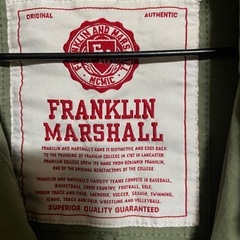 ORIGINAL
AUTHENTIC
FRANKLIN AND MARSHALL
MCMIC
FRANKLIN
MARSHALL
FRANKLIN AND MARSHALL'S NAME IS DISTINCTIVE AND GOES BACK
TO THE FOUNDING OF FRANKLIN COLLEGE IN 1787 IN LANCASTER.
FRANKLIN COLLEGE GETS ITS NAME FROM BENJAMIN FRANKLIN,
ONE OF THE ORIGINAL BENEFACTORS OF THE COLLEGE.
FRANKLIN AND MARSHALL'S VARSITY TEAMS COMPETE IN BASEBALL,
BASKETBALL, CROSS COUNTRY, FOOTBALL, GOLF,
INDOOR TRACK AND FIELD, LACROSSE, SOCCER, SQUASH, SWIMMING,
TENNIS, TRACK AND FIELD, WRESTLING AND VOLLEYBALL.
SUPERIOR QUALITY GUARANTEED